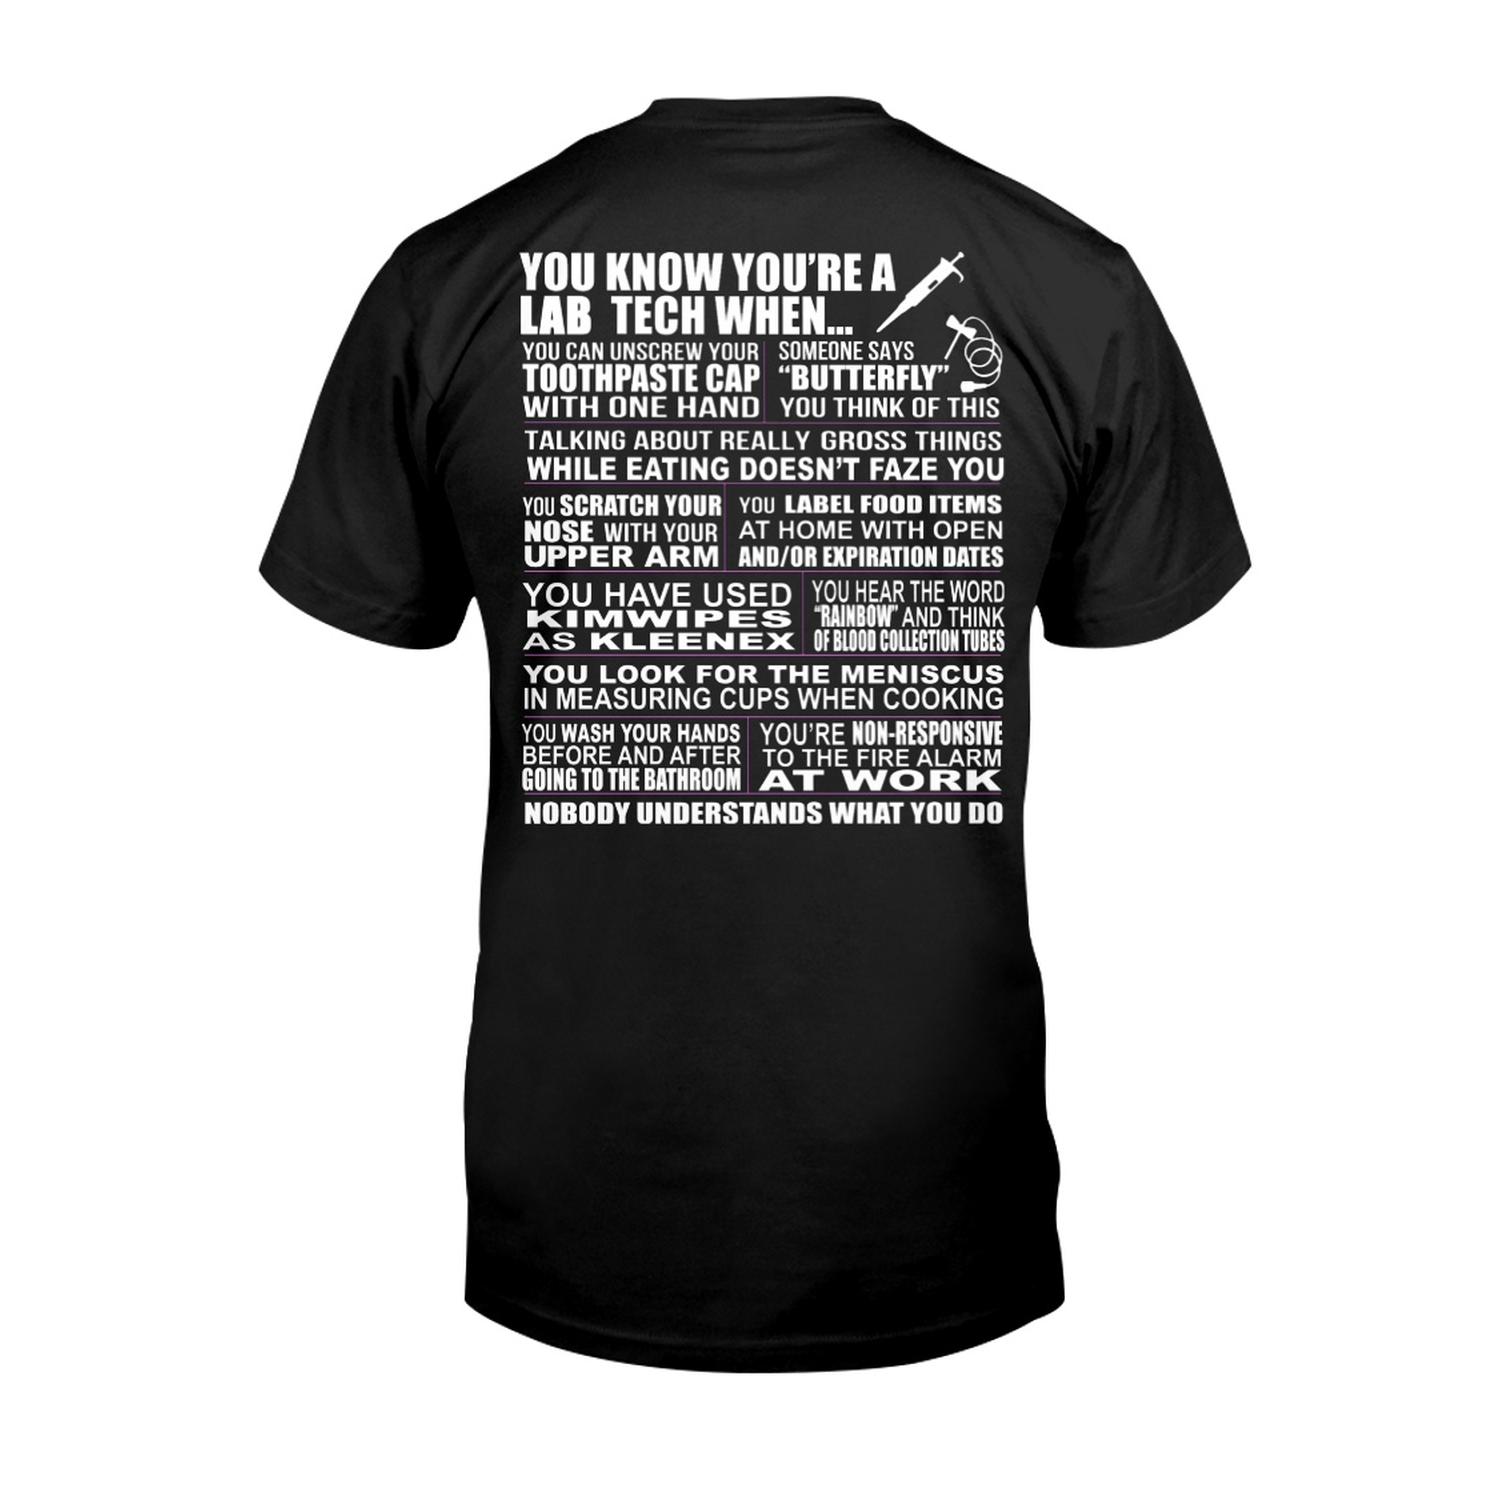 YOU KNOW YOU'RE A
LAB TECH WHEN...
YOU CAN UNSCREW YOUR
TOOTHPASTE CAP
WITH ONE HAND
SOMEONE SAYS
“BUTTERFLY”
YOU THINK OF THIS
TALKING ABOUT REALLY GROSS THINGS
WHILE EATING DOESN'T FAZE YOU
YOU SCRATCH YOUR
NOSE WITH YOUR
UPPER ARM
YOU LABEL FOOD ITEMS
AT HOME WITH OPEN
AND/OR EXPIRATION DATES
YOU HAVE USED
KIMWIPES
AS KLEENEX
YOU HEAR THE WORD
“RAINBOW” AND THINK
OF BLOOD COLLECTION TUBES
YOU LOOK FOR THE MENISCUS
IN MEASURING CUPS WHEN COOKING
YOU WASH YOUR HANDS
BEFORE AND AFTER
GOING TO THE BATHROOM
YOU'RE NON-RESPONSIVE
TO THE FIRE ALARM
AT WORK
NOBODY UNDERSTANDS WHAT YOU DO